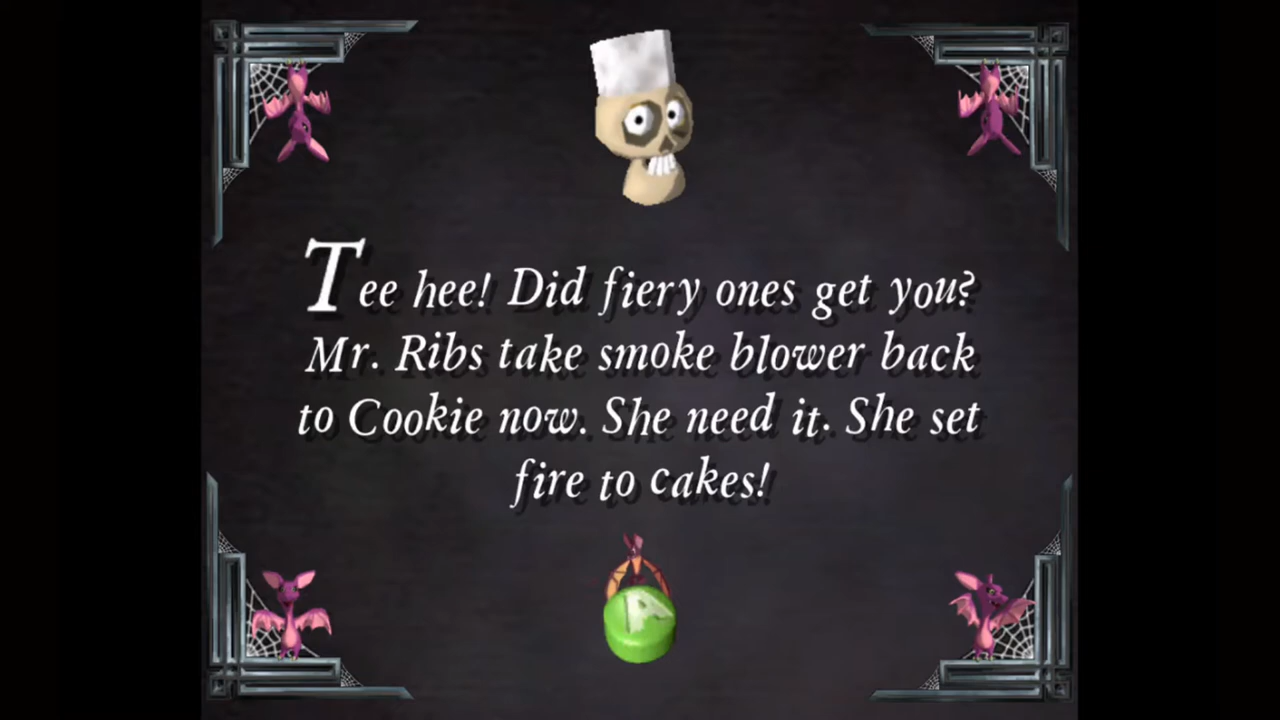 Tee hee! Did fiery ones get you?
Mr. Ribs take smoke blower back
to Cookie now. She need it. She set
fire to cakes!
A